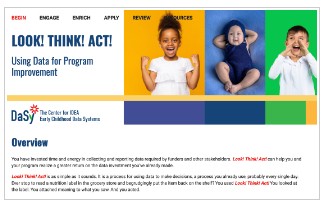 BEGIN ENGAGE ENRICH APPLY REVIEW RESOURCES
LOOK! THINK! ACT!
Using Data for Program
Improvement
DaSy The Center for IDEA
Early Childhood Data Systems
Overview
You have invested time and energy in collecting and reporting data required by funders and other stakeholders. Look! Think! Act! can help you and
your program realize a greater return on the data investment you've already made.
Look! Think! Act! is as simple as it sounds. It is a process for using data to make decisions; a process you already use probably every single day.
Ever stop to read a nutrition label in the grocery store and begrudgingly put the item back on the shelf? You used Look! Think! Act! You looked at
the label. You attached meaning to what you saw. And you acted.